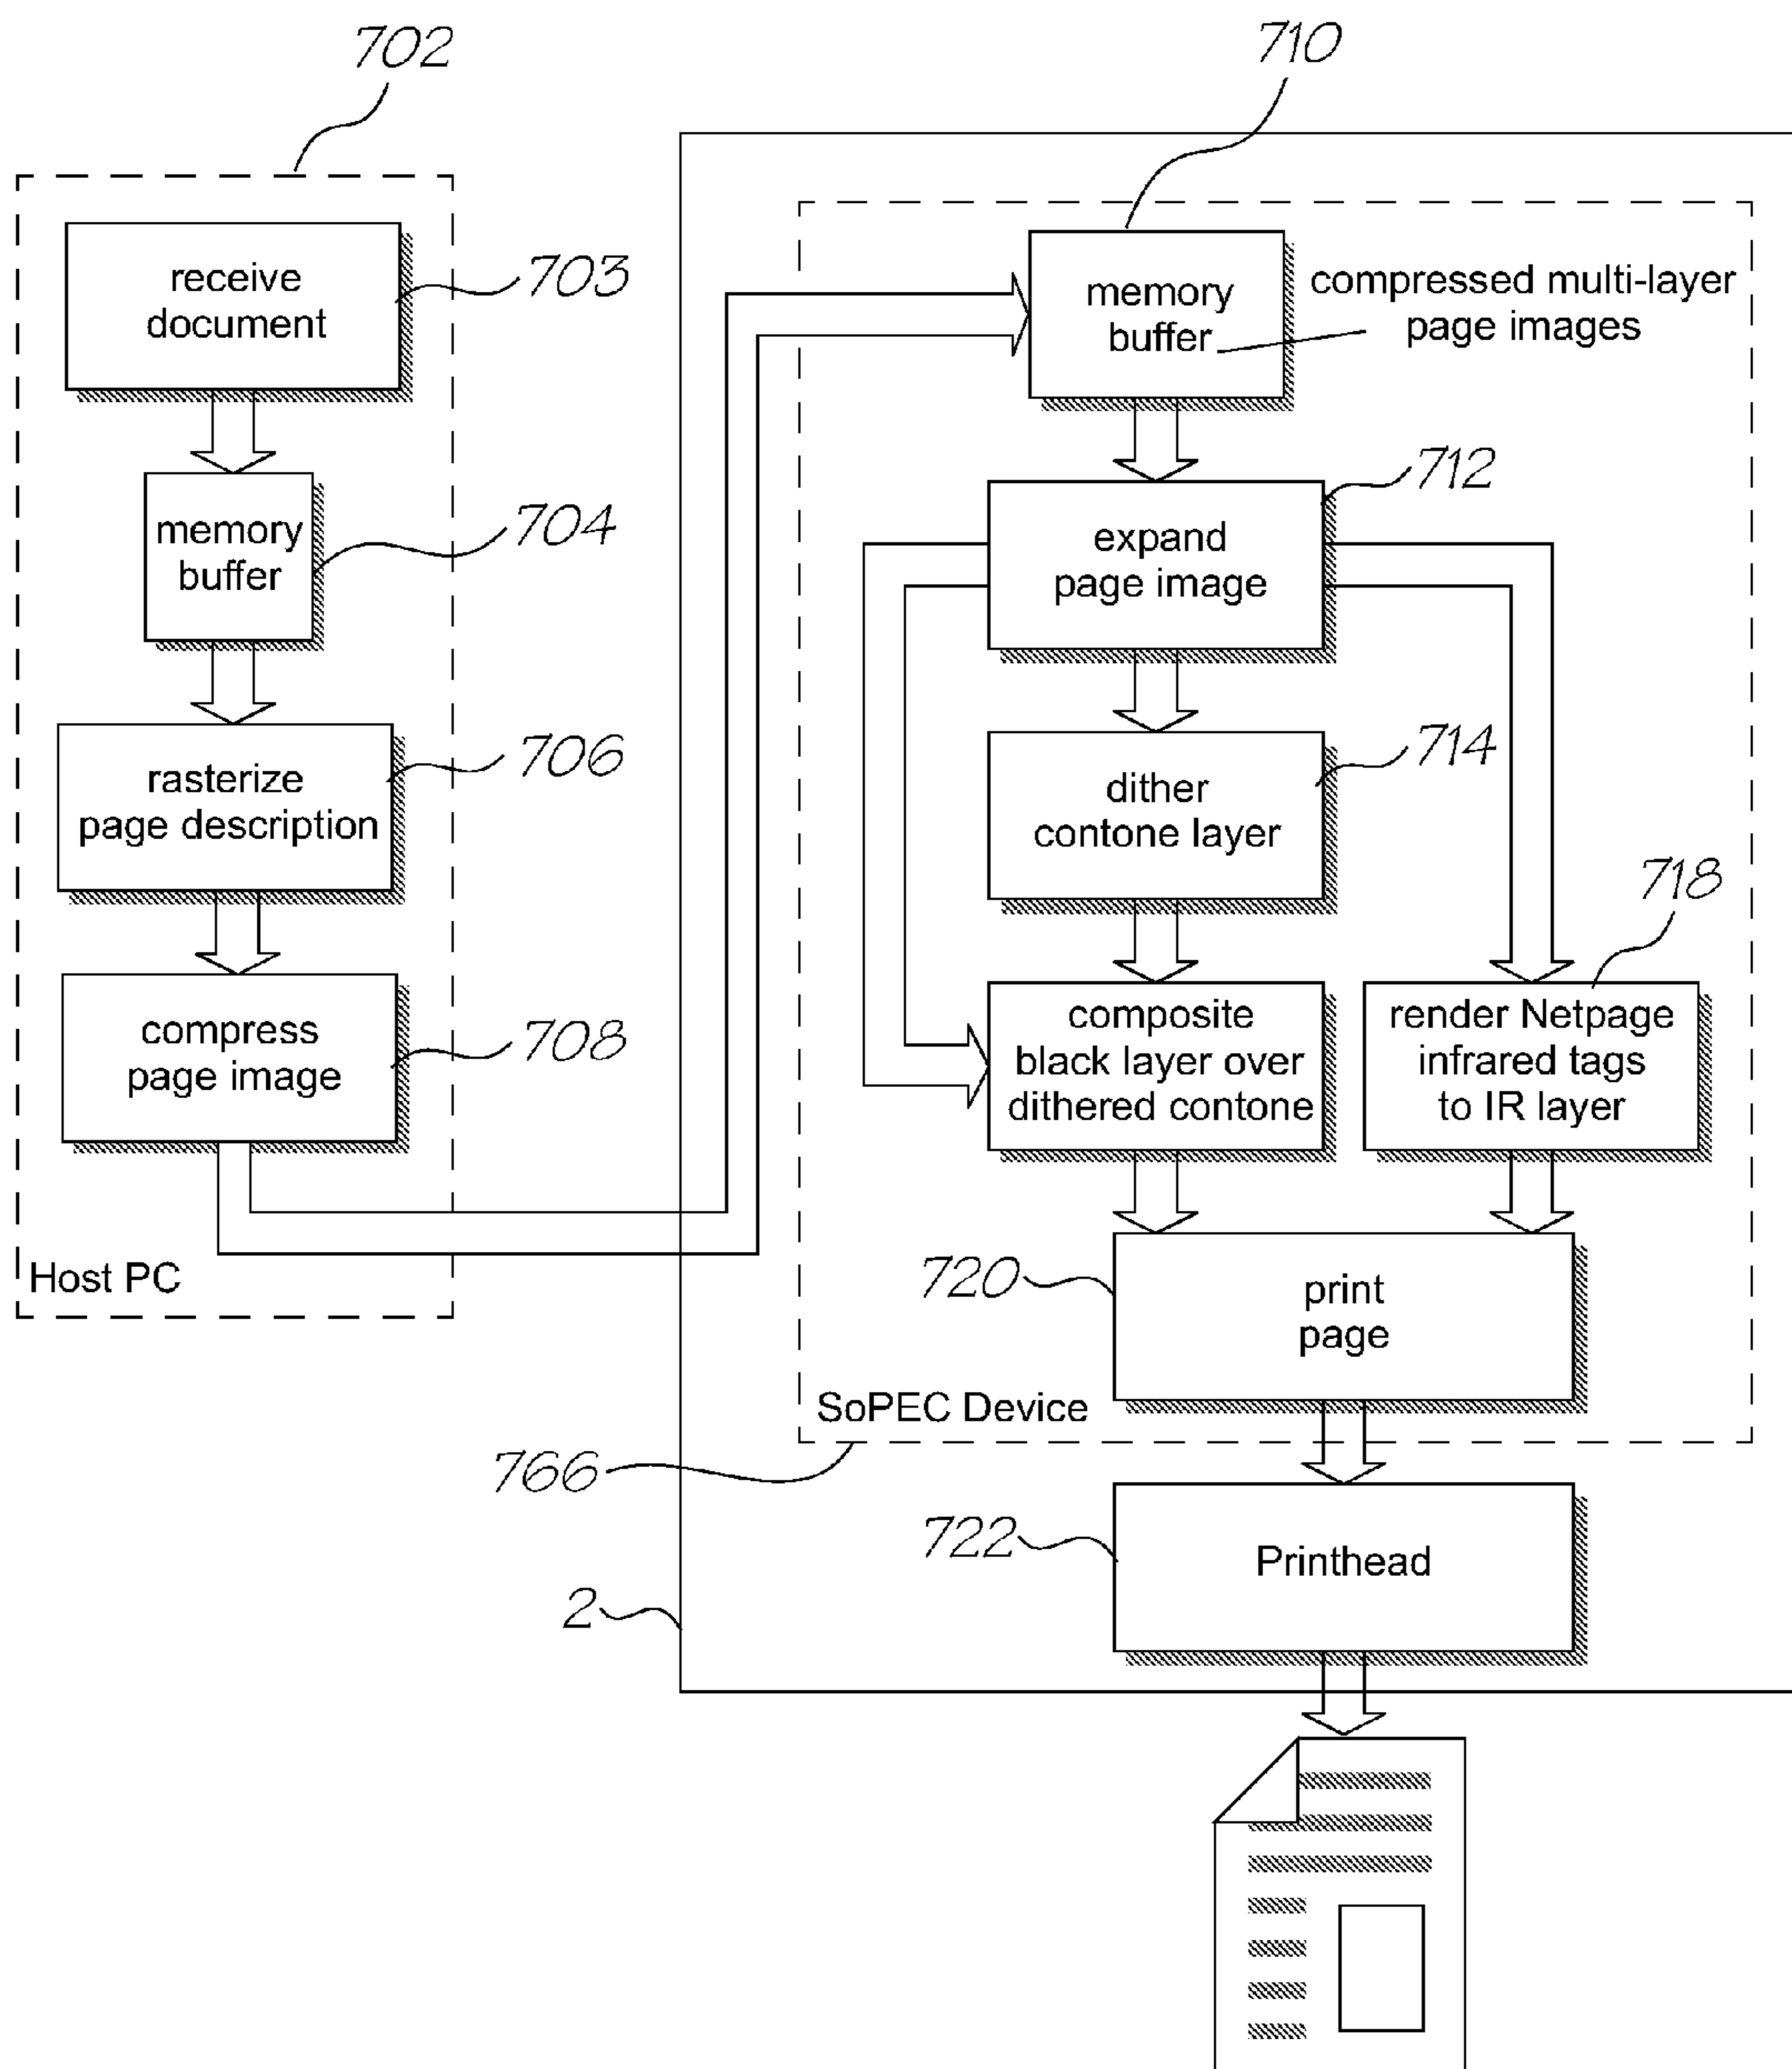 702
receive
document
703
memory
buffer
704
rasterize
page description
706
compress
page image
708
Host PC
710
memory
buffer
compressed multi-layer
page images
expand
page image
712
dither
contone layer
714
composite
black layer over
dithered contone
718
render Netpage
infrared tags
to IR layer
720
print
page
SoPEC Device
766
722
Printhead
2